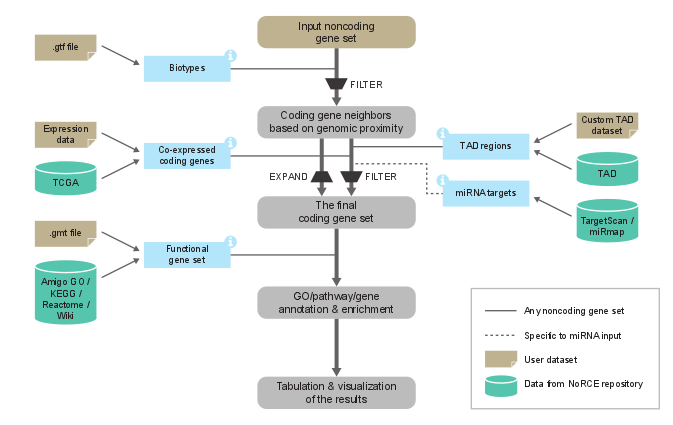 Input noncoding
gene set
.gtf file
Biotypes
i
FILTER
Expression
data
TCGA
Co-expressed
coding genes
i
Coding gene neighbors
based on genomic proximity
TAD regions
i
Custom TAD
dataset
TAD
EXPAND
FILTER
miRNA targets
i
TargetScan /
miRmap
The final
coding gene set
.gmt file
Amigo GO /
KEGG /
Reactome /
Wiki
Functional
gene set
i
GO/pathway/gene
annotation & enrichment
Tabulation & visualization
of the results
Any noncoding gene set
Specific to miRNA input
User dataset
Data from NoRCE repository